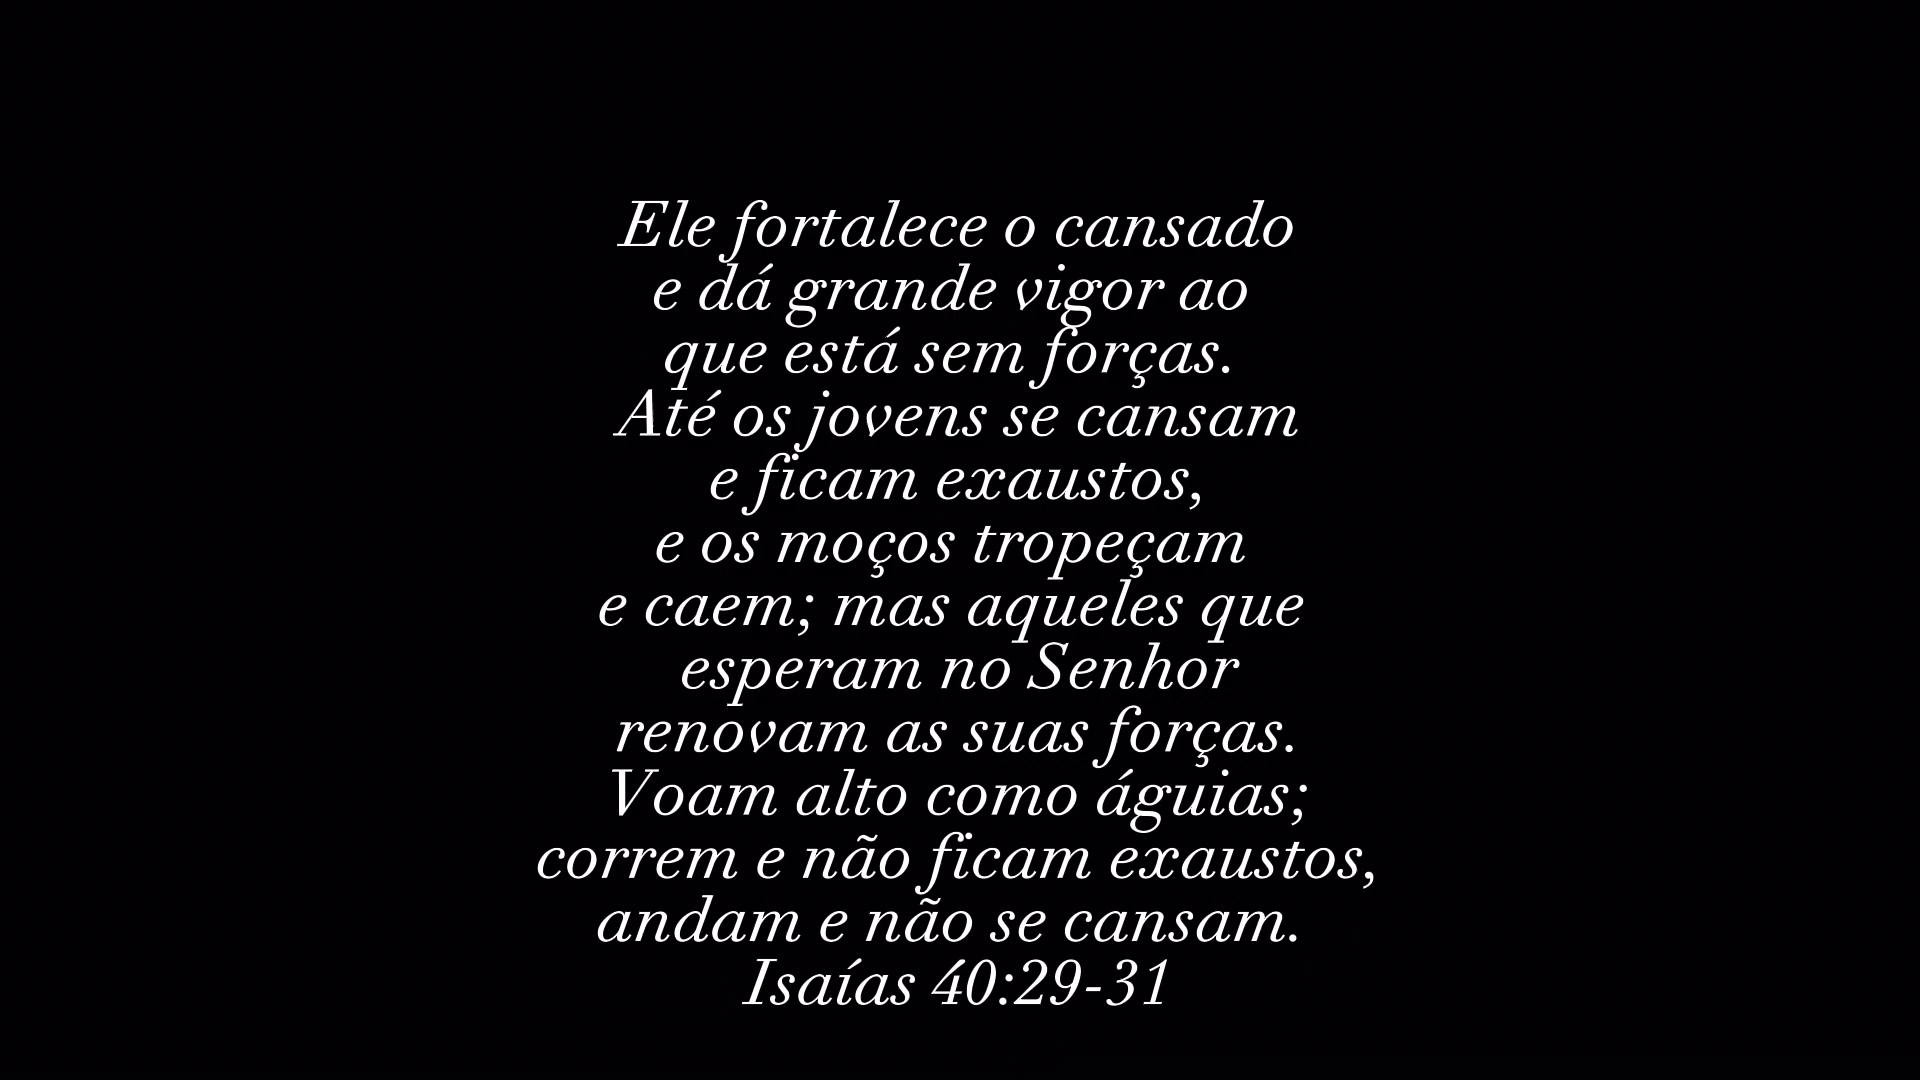 Ele fortalece o cansado
e dá grande vigor ao
que está sem forças.
Até os jovens se cansam
e ficam exaustos,
e os moços tropeçam
e caem; mas aqueles que
esperam no Senhor
renovam as suas forças.
Voam alto como águias;
correm e não ficam exaustos,
andam e não se cansam.
Isaías 40:29-31